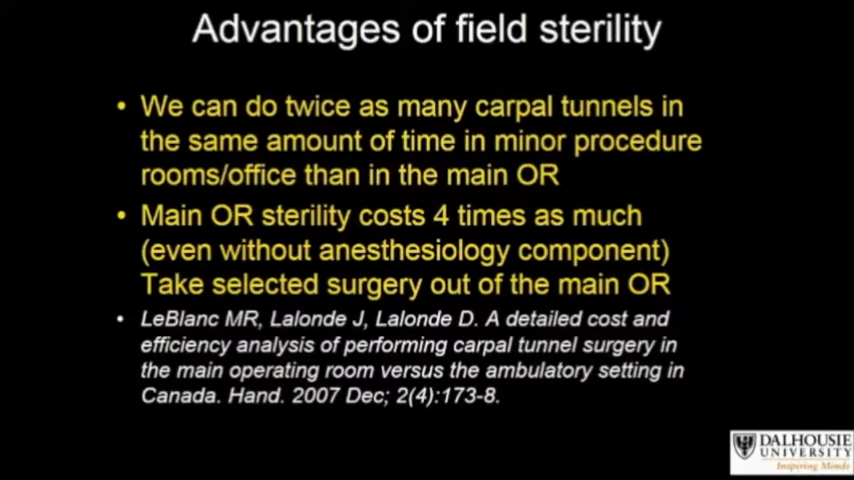 Advantages of field sterility
• We can do twice as many carpal tunnels in
the same amount of time in minor procedure
rooms/office than in the main OR
• Main OR sterility costs 4 times as much
(even without anesthesiology component)
Take selected surgery out of the main OR
• LeBlanc MR, Lalonde J, Lalonde D. A detailed cost and
efficiency analysis of performing carpal tunnel surgery in
the main operating room versus the ambulatory setting in
Canada. Hand. 2007 Dec; 2(4):173-8.
DALHOUSIE
UNIVERSITY
Inspiring Minds